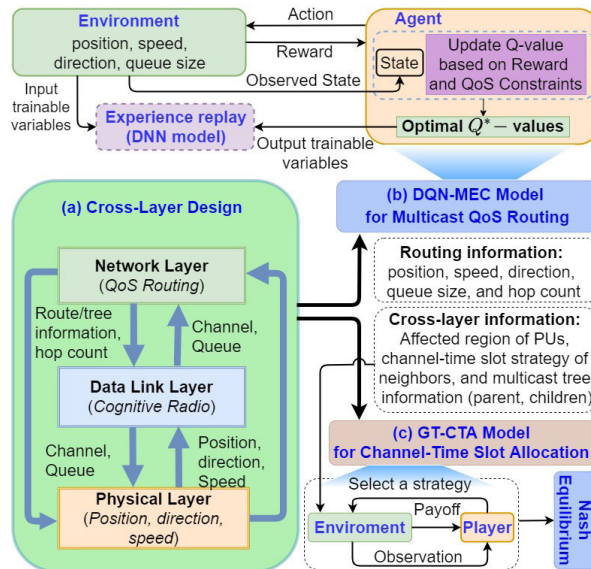 Environment
position, speed,
direction, queue size
Action
Reward
Observed State
Agent
State
Update Q-value
based on Reward
and QoS Constraints
Optimal Q*− values
Input
trainable
variables
Experience replay
(DNN model)
Output trainable
variables
(a) Cross-Layer Design
Network Layer
(QoS Routing)
Route/tree
information,
hop count
Channel,
Queue
Data Link Layer
(Cognitive Radio)
Channel,
Queue
Position,
direction,
Speed
Physical Layer
(Position, direction,
speed)
(b) DQN-MEC Model
for Multicast QoS Routing
Routing information:
position, speed, direction,
queue size, and hop count
Cross-layer information:
Affected region of PUs,
channel-time slot strategy of
neighbors, and multicast tree
information (parent, children)
(c) GT-CTA Model
for Channel-Time Slot Allocation
Select a strategy
Enviroment
Payoff
Player
Observation
Nash
Equilibrium